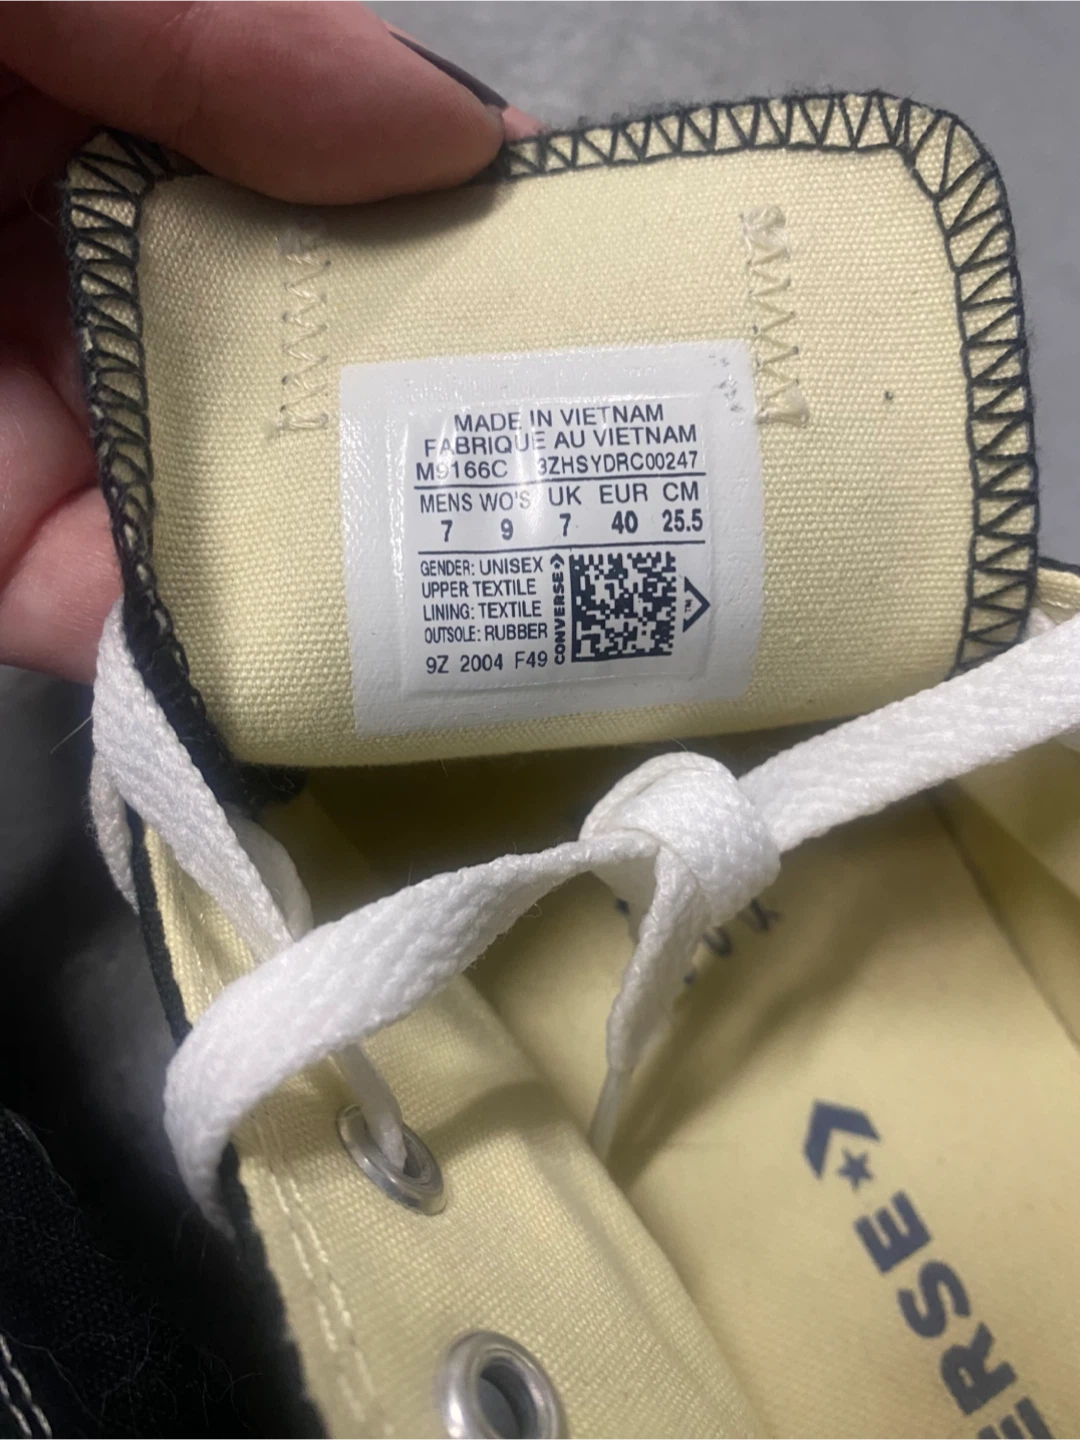 MADE IN VIETNAM
FABRIQUE AU VIETNAM
M9166C 3ZHSYDRC00247
MENS WO'S UK EUR CM
7 9 7 40 25.5
GENDER: UNISEX
UPPER TEXTILE
LINING: TEXTILE
OUTSOLE: RUBBER
9Z 2004 F49
CONVERSE
TM
ERSE